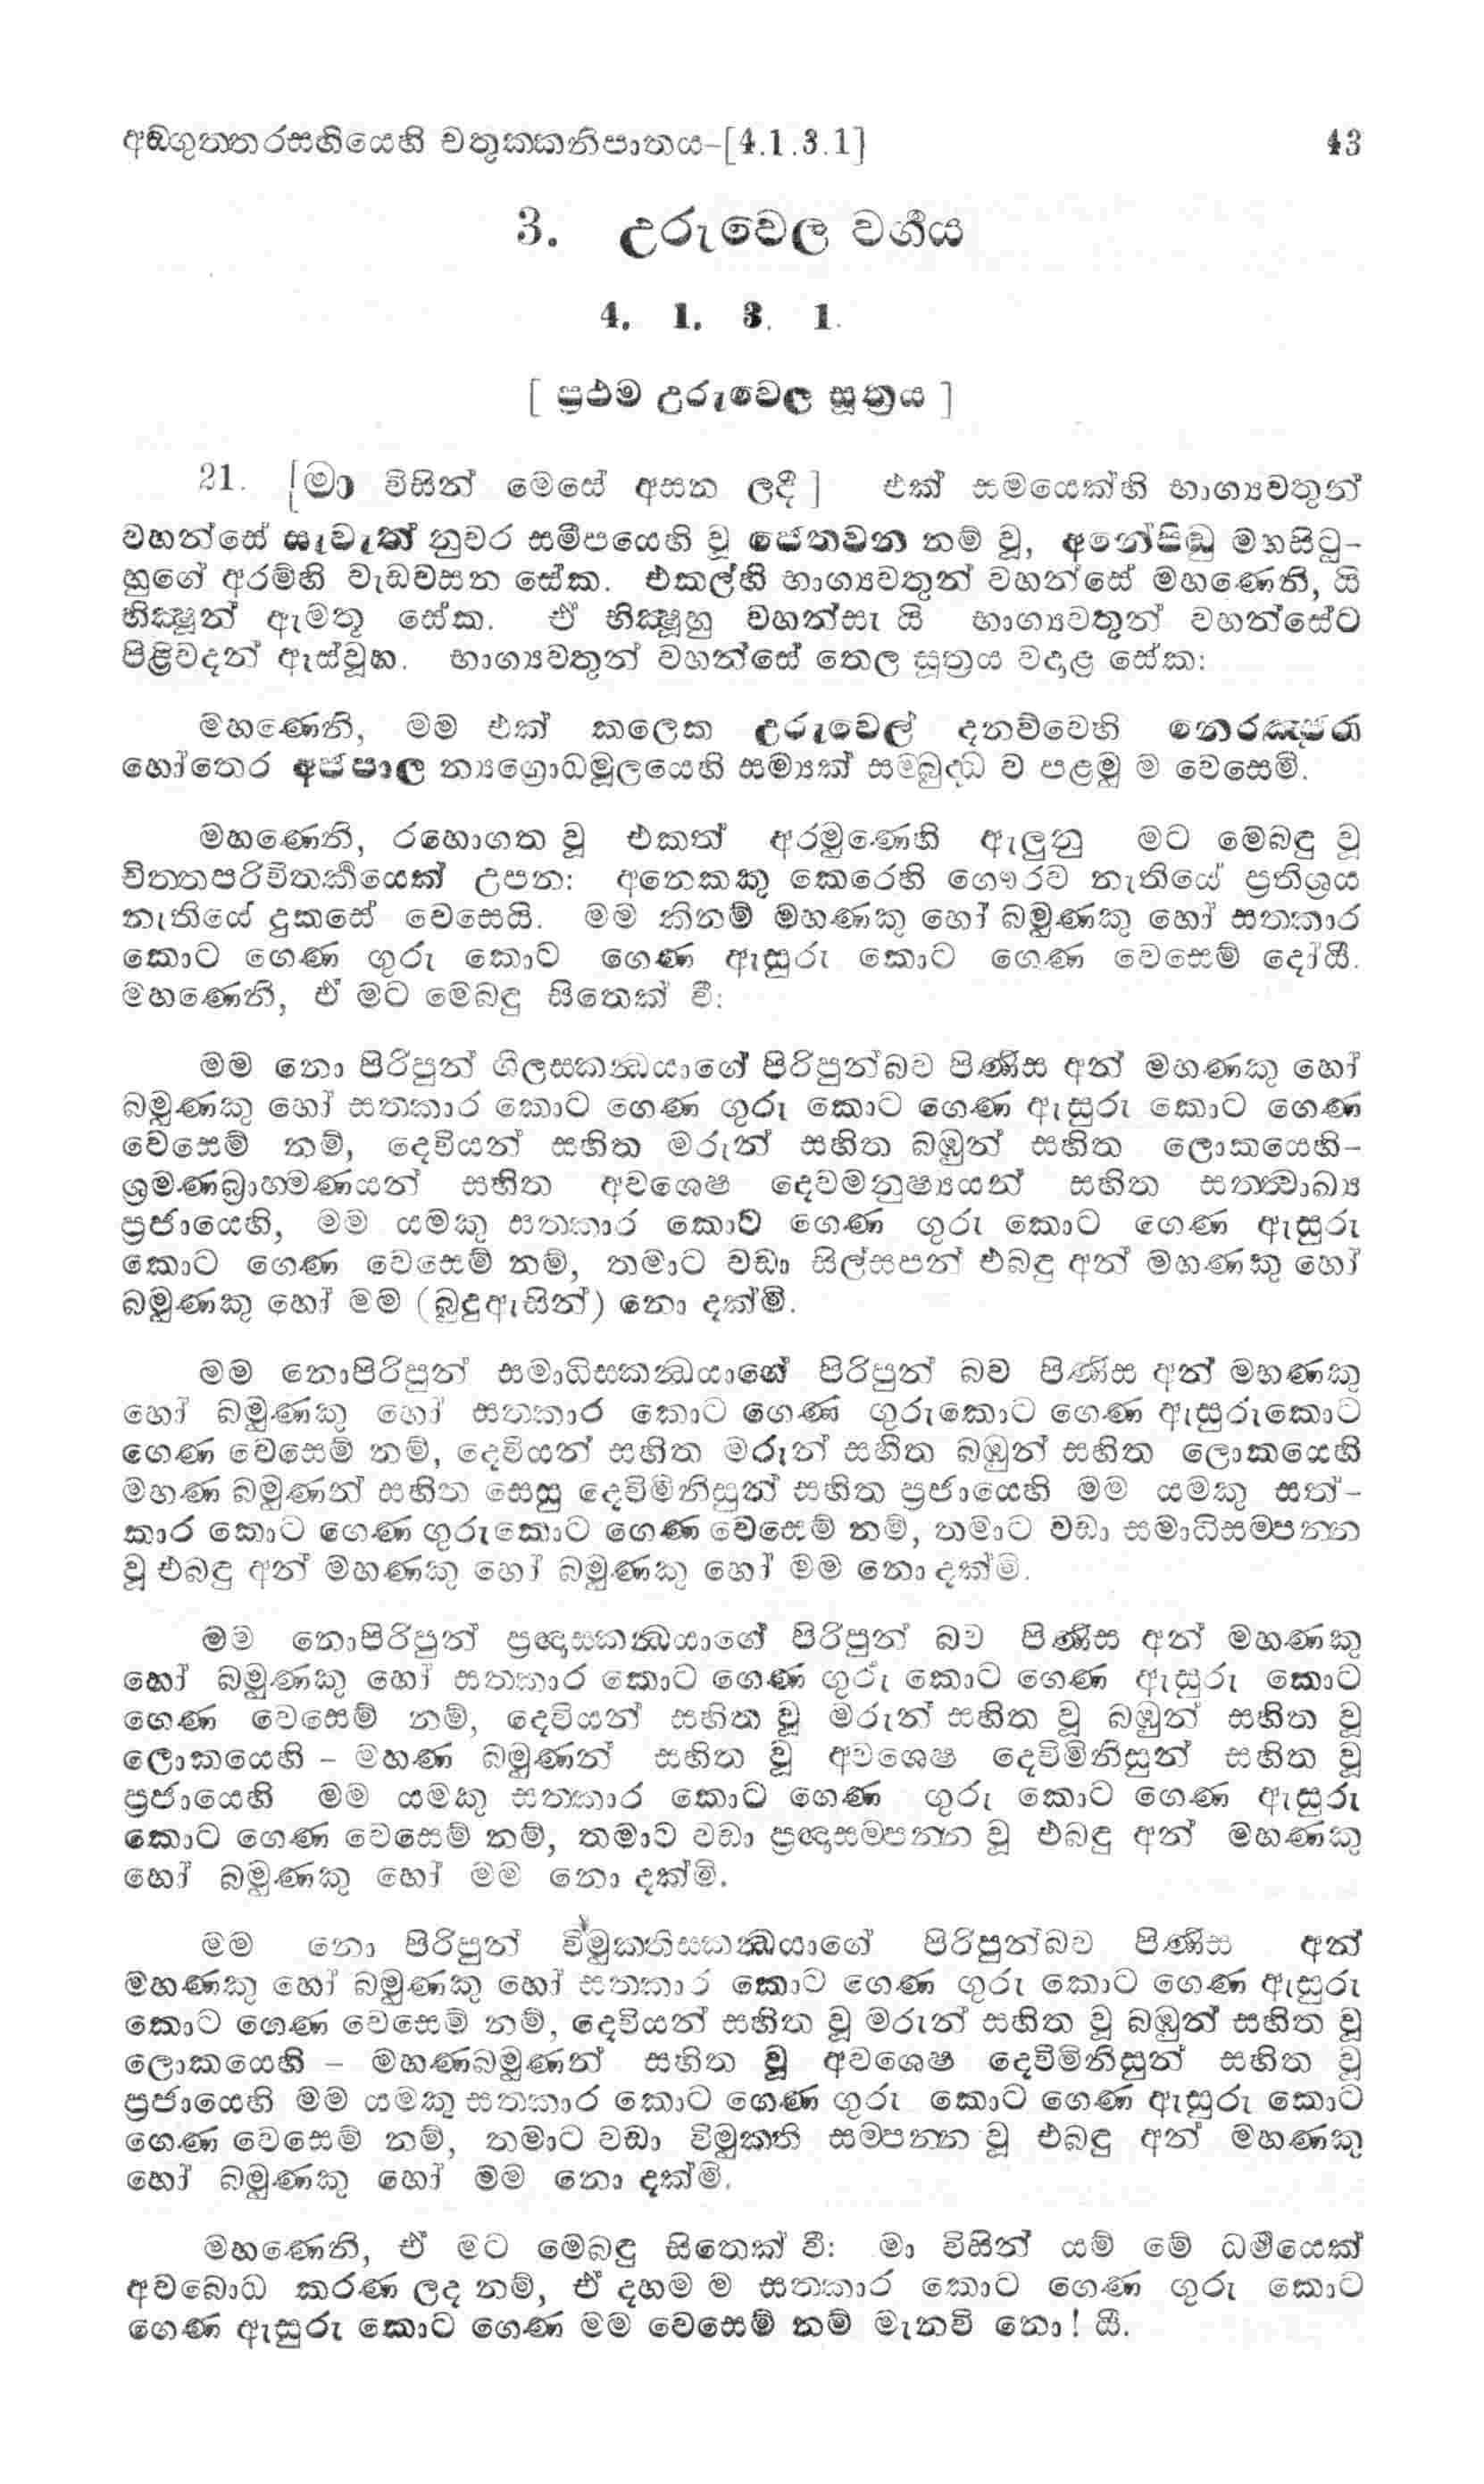 අඞ්ගුත්තරසඟියෙහි චතුක්කනිපාතය-[4.1.3.1] 43
3. උරුවෙල වර්‍ගය
4. 1. 3. 1.
[ ප්‍රථම උරුවෙල සූත්‍රය ]
21. [මා විසින් මෙසේ අසන ලදී] එක් සමයෙක්හි භාග්‍යවතුන්
වහන්සේ සැවැත් නුවර සමීපයෙහි වූ ජෙතවන නම් වූ, අනේපිඬු මහසිටු-
හුගේ අරම්හි වැඩවසන සේක. එකල්හි භාග්‍යවතුන් වහන්සේ මහණෙනි, යි
භික්‍ෂූන් ඇමතූ සේක. ඒ භික්‍ෂූහු වහන්සැ යි භාග්‍යවතුන් වහන්සේට
පිළිවදන් ඇස්වූහ. භාග්‍යවතුන් වහන්සේ තෙල සූත්‍රය වදාළ සේක:
මහණෙනි, මම එක් කලෙක උරුවෙල් දනව්වෙහි නෙරඤ්ජරා
හෝතෙර අජපාල න්‍යග්‍රොධමූලයෙහි සම්‍යක් සම්බුද්ධ ව පළමු ම වෙසෙමි.
මහණෙනි, රහොගත වූ එකත් අරමුණෙහි ඇලුනු මට මෙබඳු වූ
චිත්තපරිවිතර්‍කයෙක් උපන: අනෙකකු කෙරෙහි ගෞරව නැතියේ ප්‍රතිශ්‍රය
නැතියේ දුකසේ වෙසෙයි. මම කිනම් මහණකු හෝ බමුණකු හෝ සත්කාර
කොට ගෙණ ගුරු කොට ගෙණ ඇසුරු කොට ගෙණ වෙසෙම් දෝයී.
මහණෙනි, ඒ මට මෙබඳු සිතෙක් වී:
මම නො පිරිපුන් ශීලස්කන්‍ධයාගේ පිරිපුන්බව පිණිස අන් මහණකු හෝ
බමුණකු හෝ සත්කාර කොට ගෙණ ගුරු කොට ගෙණ ඇසුරු කොට ගෙණ
වෙසෙම් නම්, දෙවියන් සහිත මරුන් සහිත බඹුන් සහිත ලොකයෙහි-
ශ්‍රමණබ්‍රාහ්මණයන් සහිත අවශෙෂ දෙවමනුෂ්‍යයන් සහිත සත්ත්‍වාඛ්‍ය
ප්‍රජායෙහි, මම යමකු සත්කාර කොට ගෙණ ගුරු කොට ගෙණ ඇසුරු
කොට ගෙණ වෙසෙම් නම්, තමාට වඩා සිල්සපන් එබඳු අන් මහණකු හෝ
බමුණකු හෝ මම (බුදුඇසින්) නො දක්මි.
මම නොපිරිපුන් සමාධිස්කන්‍ධයාගේ පිරිපුන් බව පිණිස අන් මහණකු
හෝ බමුණකු හෝ සත්කාර කොට ගෙණ ගුරුකොට ගෙණ ඇසුරුකොට
ගෙණ වෙසෙම් නම්, දෙවියන් සහිත මරුන් සහිත බඹුන් සහිත ලොකයෙහි
මහණ බමුණන් සහිත සෙසු දෙව්මිනිසුන් සහිත ප්‍රජායෙහි මම යමකු සත්-
කාර කොට ගෙණ ගුරුකොට ගෙණ වෙසෙම් නම්, තමාට වඩා සමාධිසම්පන්න
වූ එබඳු අන් මහණකු හෝ බමුණකු හෝ මම නො දක්මි.
මම නොපිරිපුන් ප්‍රඥාස්කන්‍ධයාගේ පිරිපුන් බව පිණිස අන් මහණකු
හෝ බමුණකු හෝ සත්කාර කොට ගෙණ ගුරු කොට ගෙණ ඇසුරු කොට
ගෙණ වෙසෙම් නම්, දෙවියන් සහිත වූ මරුන් සහිත වූ බඹුන් සහිත වූ
ලොකයෙහි - මහණ බමුණන් සහිත වූ අවශෙෂ දෙව්මිනිසුන් සහිත වූ
ප්‍රජායෙහි මම යමකු සත්කාර කොට ගෙණ ගුරු කොට ගෙණ ඇසුරු
කොට ගෙණ වෙසෙම් නම්, තමාට වඩා ප්‍රඥාසම්පන්න වූ එබඳු අන් මහණකු
හෝ බමුණකු හෝ මම නො දක්මි.
මම නො පිරිපුන් විමුක්තිස්කන්‍ධයාගේ පිරිපුන්බව පිණිස අන්
මහණකු හෝ බමුණකු හෝ සත්කාර කොට ගෙණ ගුරු කොට ගෙණ ඇසුරු
කොට ගෙණ වෙසෙම් නම්, දෙවියන් සහිත වූ මරුන් සහිත වූ බඹුන් සහිත වූ
ලොකයෙහි - මහණබමුණන් සහිත වූ අවශෙෂ දෙව්මිනිසුන් සහිත වූ
ප්‍රජායෙහි මම යමකු සත්කාර කොට ගෙණ ගුරු කොට ගෙණ ඇසුරු කොට
ගෙණ වෙසෙම් නම්, තමාට වඩා විමුක්ති සම්පන්න වූ එබඳු අන් මහණකු
හෝ බමුණකු හෝ මම නො දක්මි.
මහණෙනි, ඒ මට මෙබඳු සිතෙක් වී: මා විසින් යම් මේ ධර්‍මයෙක්
අවබොධ කරණ ලද නම්, ඒ දහම ම සත්කාර කොට ගෙණ ගුරු කොට
ගෙණ ඇසුරු කොට ගෙණ මම වෙසෙම් නම් මැනවි නො! යී.